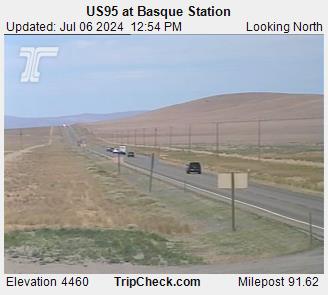 US95 at Basque Station
Updated: Jul 06 2024 12:54 PM Looking North
Elevation 4460 TripCheck.com Milepost 91.62